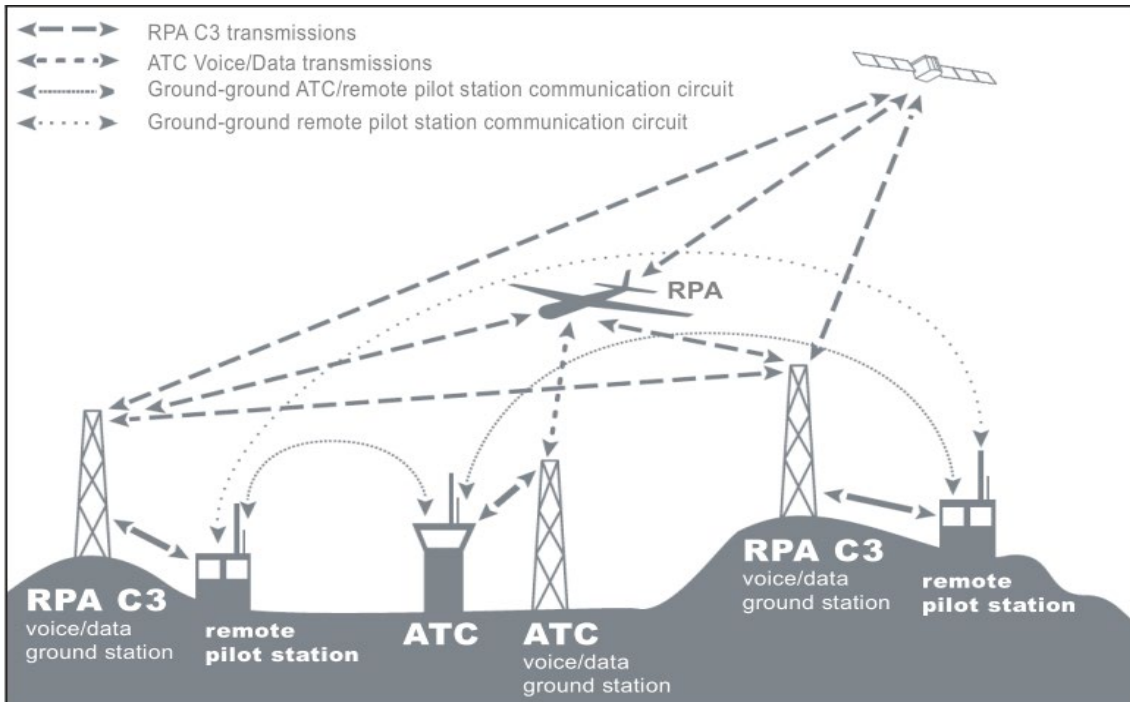 RPA C3 transmissions
ATC Voice/Data transmissions
Ground-ground ATC/remote pilot station communication circuit
Ground-ground remote pilot station communication circuit
RPA
RPA C3
voice/data
ground station
remote
pilot station
ATC
ATC
voice/data
ground station
RPA C3
voice/data
ground station
remote
pilot station